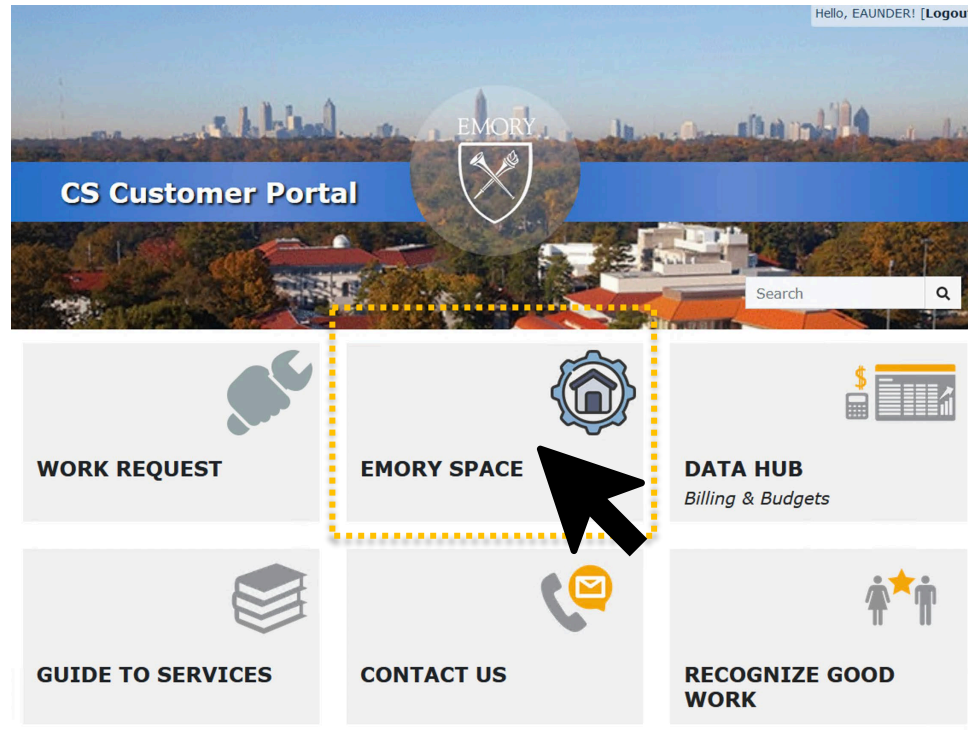 Hello, EAUNDER! [Logout
EMORY
CS Customer Portal
Search
WORK REQUEST
EMORY SPACE
$
DATA HUB
Billing & Budgets
GUIDE TO SERVICES
CONTACT US
RECOGNIZE GOOD
WORK